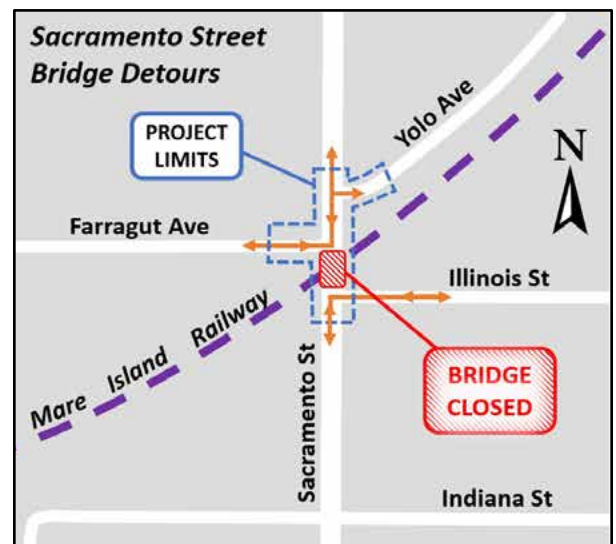 Sacramento Street
Bridge Detours
PROJECT
LIMITS
Yolo Ave
N
Farragut Ave
Illinois St
Mare Island Railway
Sacramento St
BRIDGE
CLOSED
Indiana St